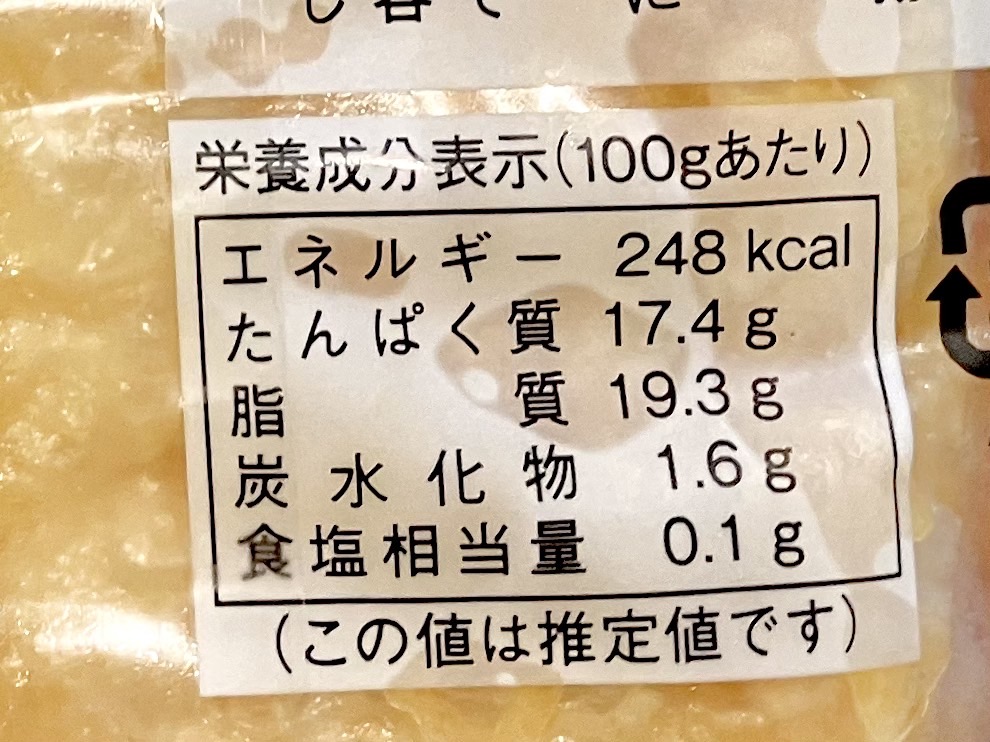 栄養成分表示(100gあたり)
エネルギー 248 kcal
たんぱく質 17.4 g
脂質 19.3 g
炭水化物 1.6 g
食塩相当量 0.1 g
(この値は推定値です)